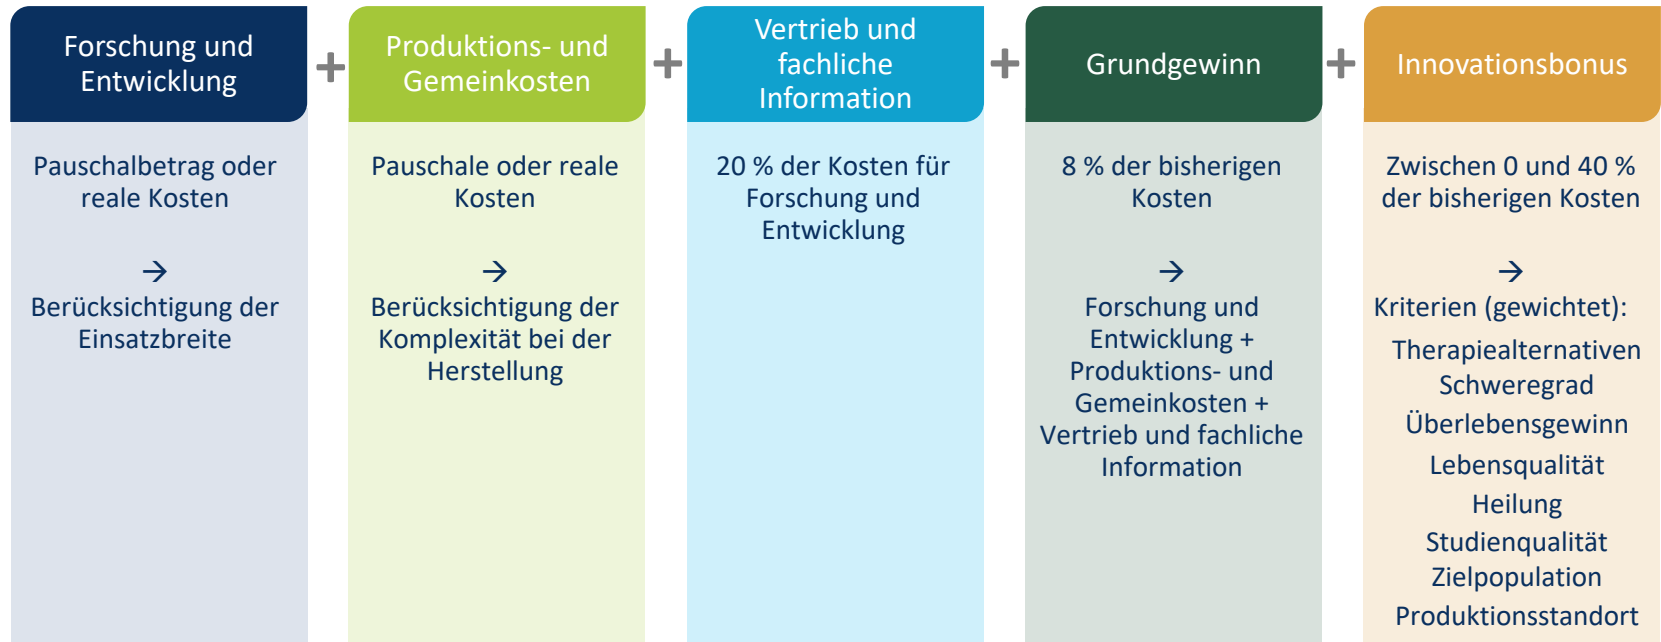 Forschung und
Entwicklung
+
Produktions- und
Gemeinkosten
+
Vertrieb und
fachliche
Information
+
Grundgewinn
+
Innovationsbonus
Pauschalbetrag oder
reale Kosten
→
Berücksichtigung der
Einsatzbreite
Pauschale oder reale
Kosten
→
Berücksichtigung der
Komplexität bei der
Herstellung
20 % der Kosten für
Forschung und
Entwicklung
8 % der bisherigen
Kosten
→
Forschung und
Entwicklung +
Produktions- und
Gemeinkosten +
Vertrieb und fachliche
Information
Zwischen 0 und 40 %
der bisherigen Kosten
→
Kriterien (gewichtet):
Therapiealternativen
Schweregrad
Überlebensgewinn
Lebensqualität
Heilung
Studienqualität
Zielpopulation
Produktionsstandort